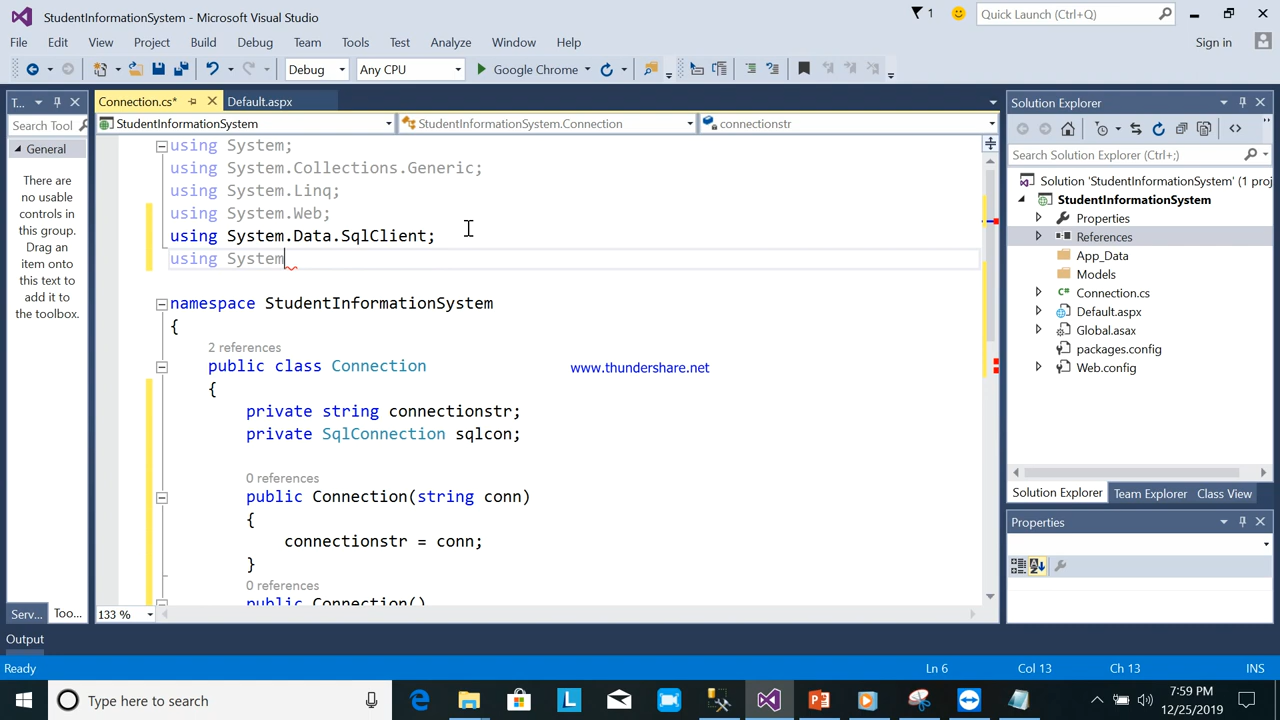 StudentInformationSystem - Microsoft Visual Studio
1
Quick Launch (Ctrl+Q)
File Edit View Project Build Debug Team Tools Test Analyze Window Help
Sign in
Debug Any CPU Google Chrome
T...
Search Tool
General
There are
no usable
controls in
this group.
Drag an
item onto
this text to
add it to
the toolbox.
Serv... Too...
Connection.cs* Default.aspx
StudentInformationSystem StudentInformationSystem.Connection connectionstr
using System;
using System.Collections.Generic;
using System.Linq;
using System.Web;
using System.Data.SqlClient;
using System
namespace StudentInformationSystem
{
2 references
public class Connection
www.thundershare.net
{
private string connectionstr;
private SqlConnection sqlcon;
0 references
public Connection(string conn)
{
connectionstr = conn;
}
0 references
public Connection()
133 %
Solution Explorer
Search Solution Explorer (Ctrl+;)
Solution 'StudentInformationSystem' (1 proj
StudentInformationSystem
Properties
References
App_Data
Models
Connection.cs
Default.aspx
Global.asax
packages.config
Web.config
Solution Explorer Team Explorer Class View
Properties
Output
Ready Ln 6 Col 13 Ch 13 INS
Type here to search
7:59 PM
12/25/2019